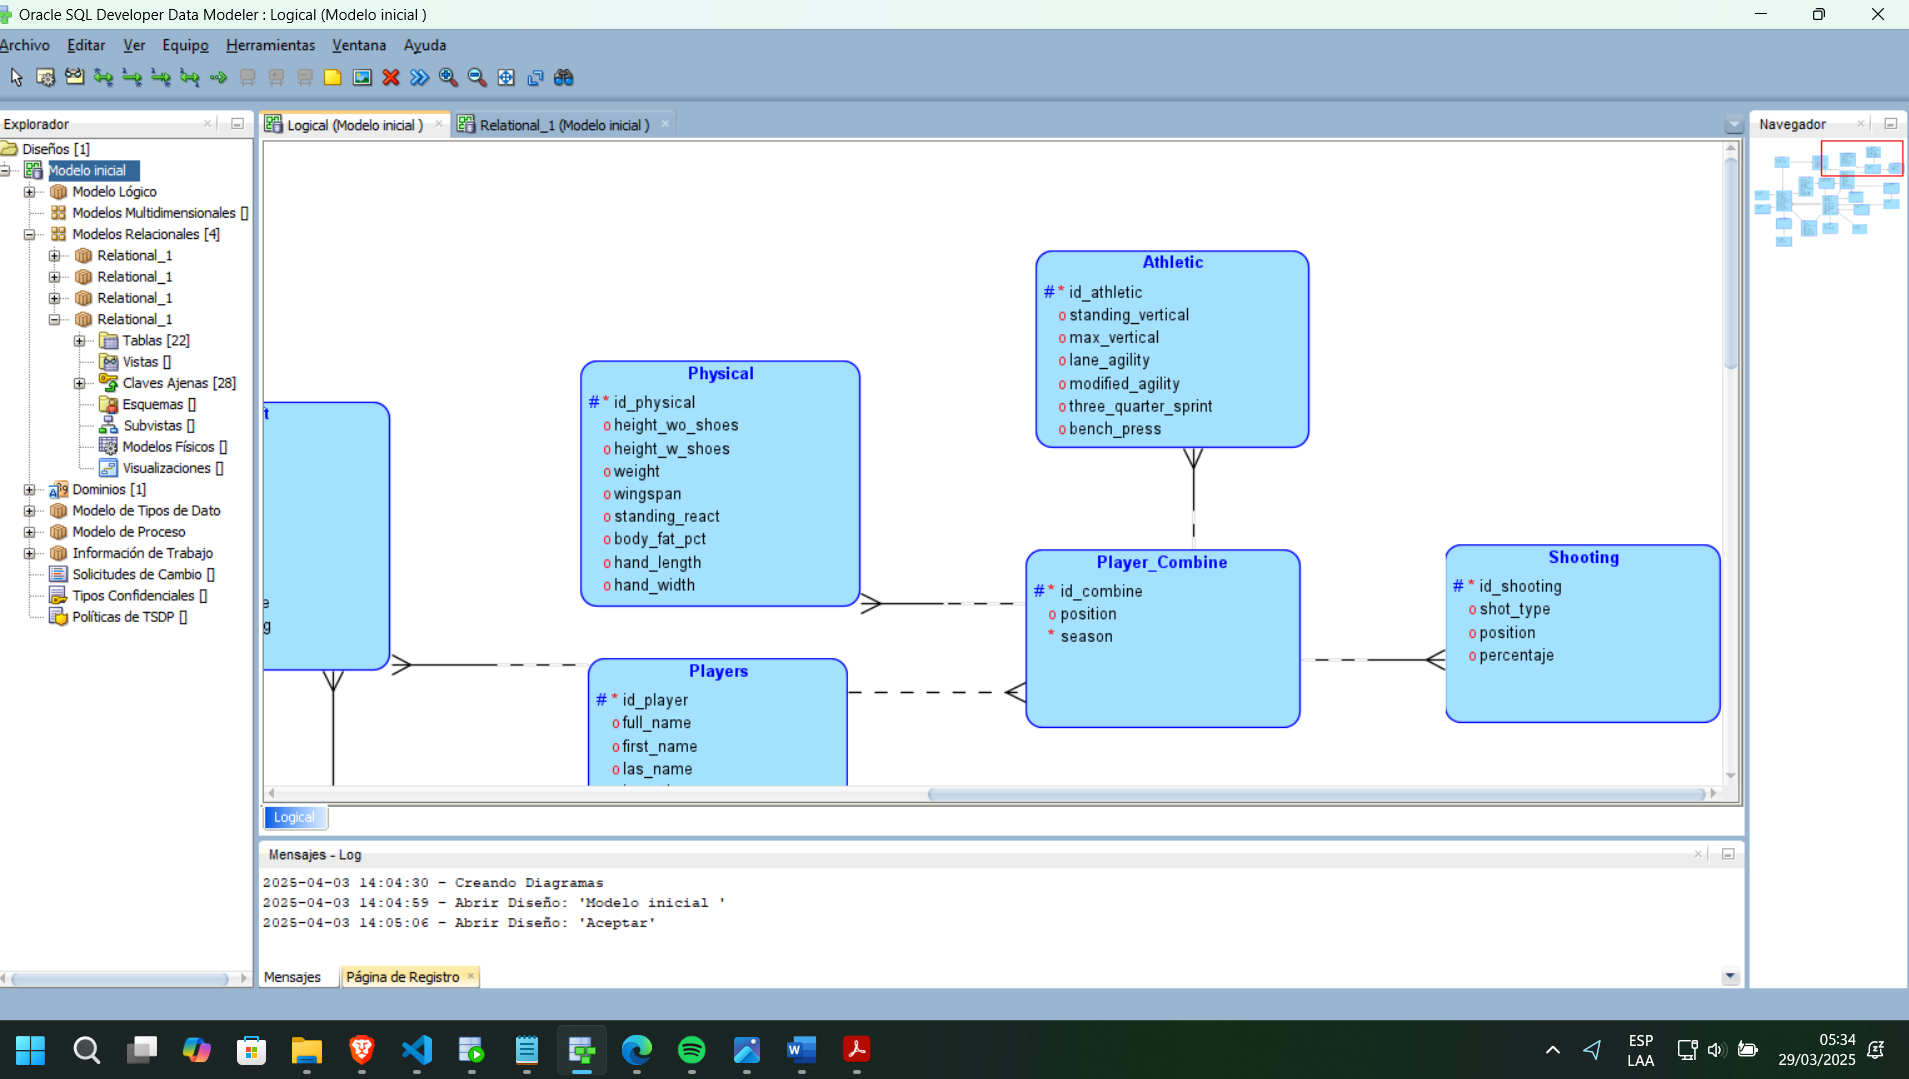 Oracle SQL Developer Data Modeler : Logical (Modelo inicial )
Archivo Editar Ver Equipo Herramientas Ventana Ayuda
Explorador
Diseños [1]
Modelo inicial
Modelo Lógico
Modelos Multidimensionales []
Modelos Relacionales [4]
Relational_1
Relational_1
Relational_1
Relational_1
Tablas [22]
Vistas []
Claves Ajenas [28]
Esquemas []
Subvistas []
Modelos Físicos []
Visualizaciones []
Dominios [1]
Modelo de Tipos de Dato
Modelo de Proceso
Información de Trabajo
Solicitudes de Cambio []
Tipos Confidenciales []
Políticas de TSDP []
Logical (Modelo inicial )
Relational_1 (Modelo inicial )
t
e
g
Physical
# * id_physical
o height_wo_shoes
o height_w_shoes
o weight
o wingspan
o standing_react
o body_fat_pct
o hand_length
o hand_width
Players
# * id_player
o full_name
o first_name
o las_name
Athletic
# * id_athletic
o standing_vertical
o max_vertical
o lane_agility
o modified_agility
o three_quarter_sprint
o bench_press
Player_Combine
# * id_combine
o position
* season
Shooting
# * id_shooting
o shot_type
o position
o percentaje
Logical
Navegador
Mensajes - Log
2025-04-03 14:04:30 - Creando Diagramas
2025-04-03 14:04:59 - Abrir Diseño: 'Modelo inicial '
2025-04-03 14:05:06 - Abrir Diseño: 'Aceptar'
Mensajes
Página de Registro
ESP
LAA
05:34
29/03/2025